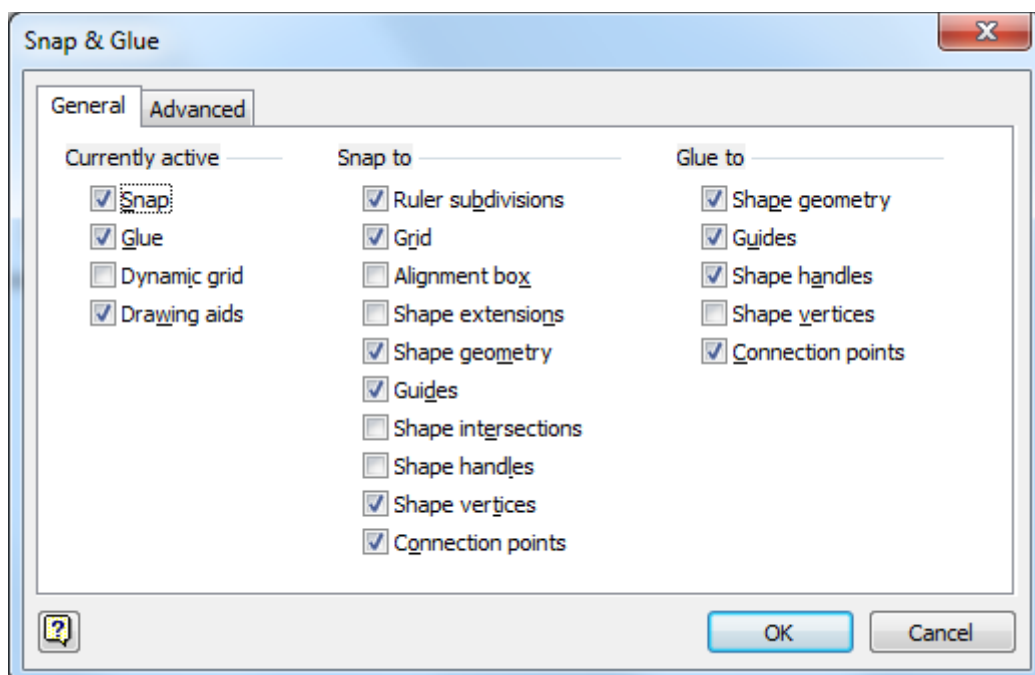 Snap & Glue
General
Advanced
Currently active
Snap
Glue
Dynamic grid
Drawing aids
Snap to
Ruler subdivisions
Grid
Alignment box
Shape extensions
Shape geometry
Guides
Shape intersections
Shape handles
Shape vertices
Connection points
Glue to
Shape geometry
Guides
Shape handles
Shape vertices
Connection points
?
OK
Cancel